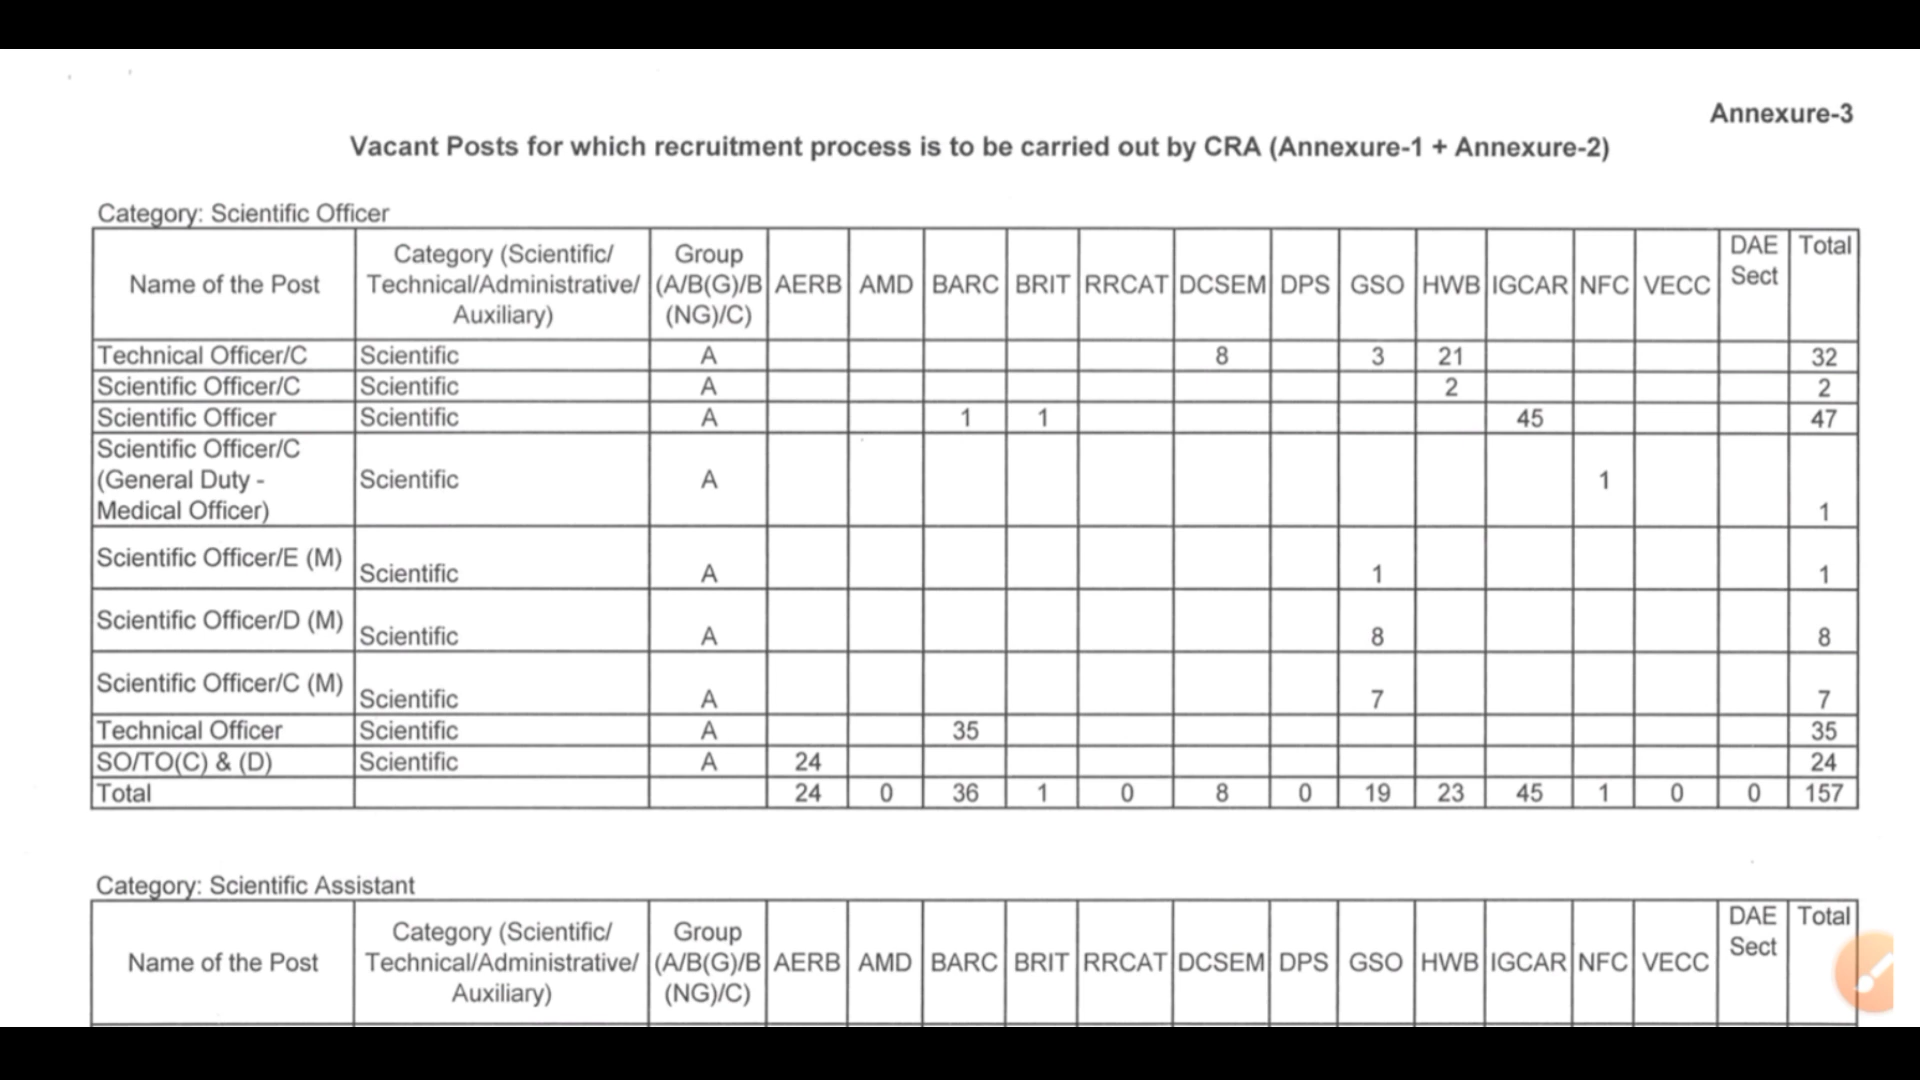 Annexure-3
Vacant Posts for which recruitment process is to be carried out by CRA (Annexure-1 + Annexure-2)
Category: Scientific Officer
Name of the Post | Category (Scientific/ Technical/Administrative/ Auxiliary) | Group (A/B(G)/B (NG)/C) | AERB | AMD | BARC | BRIT | RRCAT | DCSEM | DPS | GSO | HWB | IGCAR | NFC | VECC | DAE Sect | Total
Technical Officer/C | Scientific | A | 8 | 3 | 21 | 32
Scientific Officer/C | Scientific | A | 2 | 2
Scientific Officer | Scientific | A | 1 | 1 | 45 | 47
Scientific Officer/C (General Duty - Medical Officer) | Scientific | A | 1 | 1
Scientific Officer/E (M) | Scientific | A | 1 | 1
Scientific Officer/D (M) | Scientific | A | 8 | 8
Scientific Officer/C (M) | Scientific | A | 7 | 7
Technical Officer | Scientific | A | 35 | 35
SO/TO(C) & (D) | Scientific | A | 24 | 24
Total | 24 | 0 | 36 | 1 | 0 | 8 | 0 | 19 | 23 | 45 | 1 | 0 | 0 | 157
Category: Scientific Assistant
Name of the Post | Category (Scientific/ Technical/Administrative/ Auxiliary) | Group (A/B(G)/B (NG)/C) | AERB | AMD | BARC | BRIT | RRCAT | DCSEM | DPS | GSO | HWB | IGCAR | NFC | VECC | DAE Sect | Total